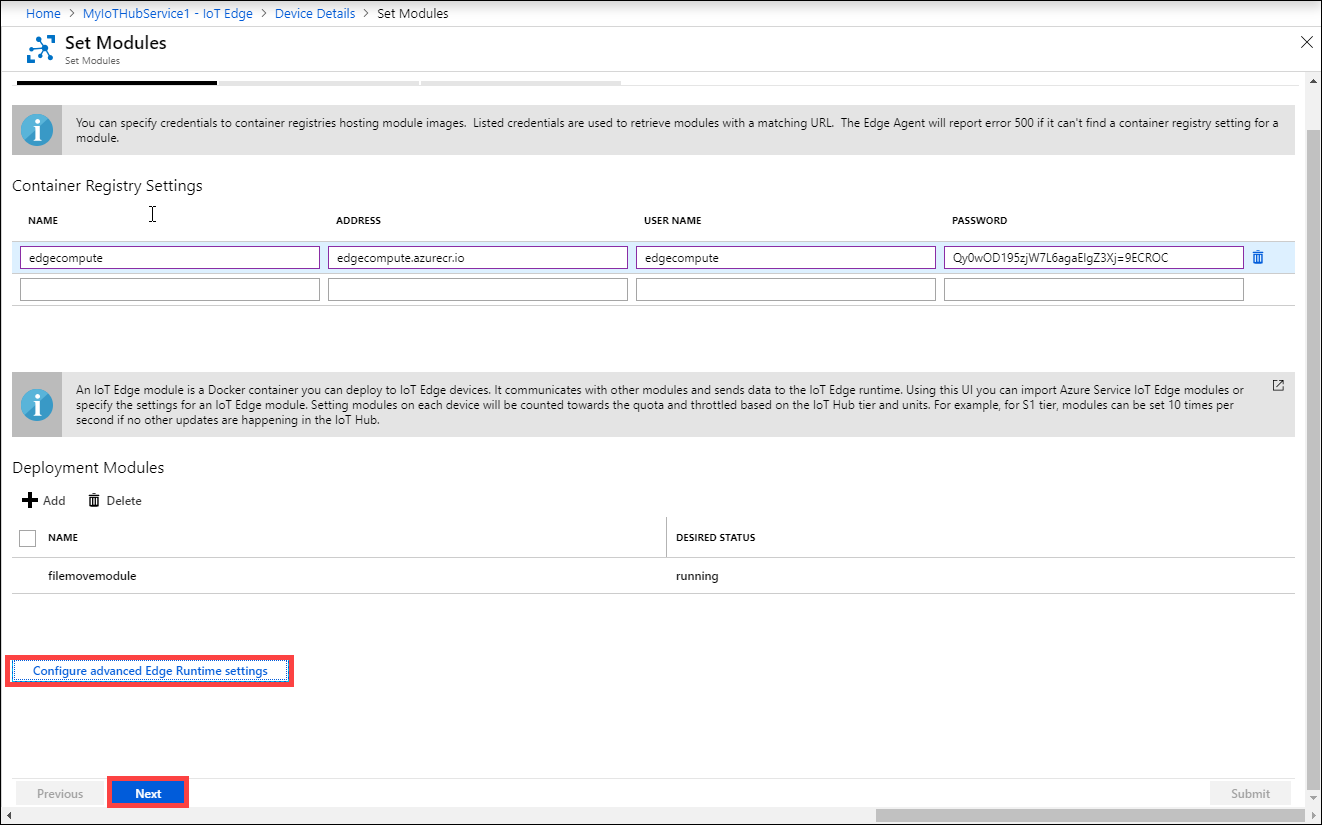 Home > MyIoTHubService1 - IoT Edge > Device Details > Set Modules
Set Modules
Set Modules
You can specify credentials to container registries hosting module images. Listed credentials are used to retrieve modules with a matching URL. The Edge Agent will report error 500 if it can't find a container registry setting for a
module.
Container Registry Settings
NAME ADDRESS USER NAME PASSWORD
edgecompute edgecompute.azurecr.io edgecompute Qy0wOD195zjW7L6agaElgZ3Xj=9ECROC
An IoT Edge module is a Docker container you can deploy to IoT Edge devices. It communicates with other modules and sends data to the IoT Edge runtime. Using this UI you can import Azure Service IoT Edge modules or
specify the settings for an IoT Edge module. Setting modules on each device will be counted towards the quota and throttled based on the IoT Hub tier and units. For example, for S1 tier, modules can be set 10 times per
second if no other updates are happening in the IoT Hub.
Deployment Modules
Add Delete
NAME DESIRED STATUS
filemovemodule running
Configure advanced Edge Runtime settings
Previous Next Submit